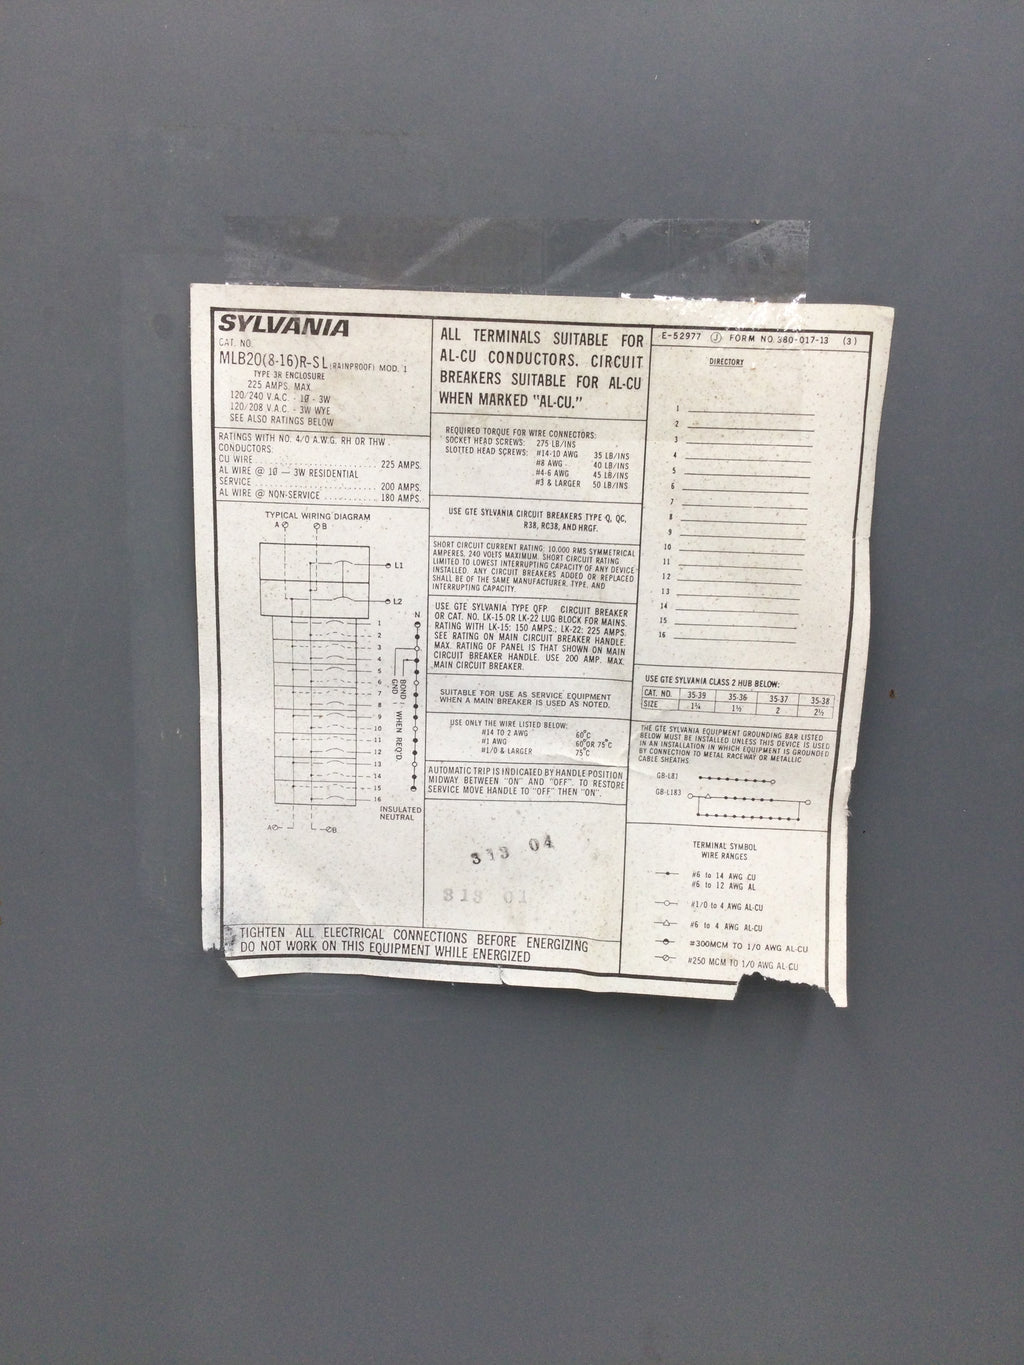 SYLVANIA
CAT. NO.
MLB20(8-16)R-SL (RAINPROOF) MOD. 1
TYPE 3R ENCLOSURE
225 AMPS. MAX.
120/240 V.A.C. - 1Ø - 3W
120/208 V.A.C. - 3W WYE
SEE ALSO RATINGS BELOW
RATINGS WITH NO. 4/0 A.W.G. RH OR THW
CONDUCTORS:
CU WIRE ........................ 225 AMPS.
AL WIRE @ 1Ø — 3W RESIDENTIAL
SERVICE ........................ 200 AMPS.
AL WIRE @ NON-SERVICE ........... 180 AMPS.
TYPICAL WIRING DIAGRAM
A B
L1
L2
N
1
2
3
4
5
6
7
8
9
10
11
12
13
14
15
16
GND
BOND WHEN REQ'D.
INSULATED
NEUTRAL
A B
ALL TERMINALS SUITABLE FOR
AL-CU CONDUCTORS. CIRCUIT
BREAKERS SUITABLE FOR AL-CU
WHEN MARKED "AL-CU."
REQUIRED TORQUE FOR WIRE CONNECTORS:
SOCKET HEAD SCREWS: 275 LB/INS
SLOTTED HEAD SCREWS: #14-10 AWG 35 LB/INS
#8 AWG 40 LB/INS
#4-6 AWG 45 LB/INS
#3 & LARGER 50 LB/INS
USE GTE SYLVANIA CIRCUIT BREAKERS TYPE Q, QC,
R38, RC38, AND HRGF.
SHORT CIRCUIT CURRENT RATING: 10,000 RMS SYMMETRICAL
AMPERES, 240 VOLTS MAXIMUM. SHORT CIRCUIT RATING
LIMITED TO LOWEST INTERRUPTING CAPACITY OF ANY DEVICE
INSTALLED. ANY CIRCUIT BREAKERS ADDED OR REPLACED
SHALL BE OF THE SAME MANUFACTURER, TYPE, AND
INTERRUPTING CAPACITY.
USE GTE SYLVANIA TYPE QFP CIRCUIT BREAKER
OR CAT. NO. LK-15 OR LK-22 LUG BLOCK FOR MAINS.
RATING WITH LK-15: 150 AMPS.; LK-22: 225 AMPS.
SEE RATING ON MAIN CIRCUIT BREAKER HANDLE.
MAX. RATING OF PANEL IS THAT SHOWN ON MAIN
CIRCUIT BREAKER HANDLE. USE 200 AMP. MAX.
MAIN CIRCUIT BREAKER.
SUITABLE FOR USE AS SERVICE EQUIPMENT
WHEN A MAIN BREAKER IS USED AS NOTED.
USE ONLY THE WIRE LISTED BELOW:
#14 TO 2 AWG 60°C
#1 AWG 60°OR 75°C
#1/0 & LARGER 75°C
AUTOMATIC TRIP IS INDICATED BY HANDLE POSITION
MIDWAY BETWEEN "ON" AND "OFF". TO RESTORE
SERVICE MOVE HANDLE TO "OFF" THEN "ON".
313 04
313 01
E-52977 J FORM NO. 380-017-13 (3)
DIRECTORY
1
2
3
4
5
6
7
8
9
10
11
12
13
14
15
16
USE GTE SYLVANIA CLASS 2 HUB BELOW:
CAT. NO. 35-39 35-36 35-37 35-38
SIZE 1¼ 1½ 2 2½
THE GTE SYLVANIA EQUIPMENT GROUNDING BAR LISTED
BELOW MUST BE INSTALLED UNLESS THIS DEVICE IS USED
IN AN INSTALLATION IN WHICH EQUIPMENT IS GROUNDED
BY CONNECTION TO METAL RACEWAY OR METALLIC
CABLE SHEATHS.
GB-L81
GB-L183
TERMINAL SYMBOL
WIRE RANGES
#6 to 14 AWG CU
#6 to 12 AWG AL
#1/0 to 4 AWG AL-CU
#6 to 4 AWG AL-CU
#300MCM TO 1/0 AWG AL-CU
#250 MCM TO 1/0 AWG AL-CU
TIGHTEN ALL ELECTRICAL CONNECTIONS BEFORE ENERGIZING
DO NOT WORK ON THIS EQUIPMENT WHILE ENERGIZED